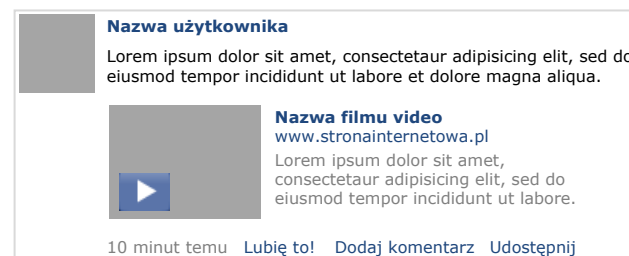 Nazwa użytkownika
Lorem ipsum dolor sit amet, consectetaur adipisicing elit, sed do
eiusmod tempor incididunt ut labore et dolore magna aliqua.
Nazwa filmu video
www.stronainternetowa.pl
Lorem ipsum dolor sit amet,
consectetaur adipisicing elit, sed do
eiusmod tempor incididunt ut labore.
10 minut temu Lubię to! Dodaj komentarz Udostępnij